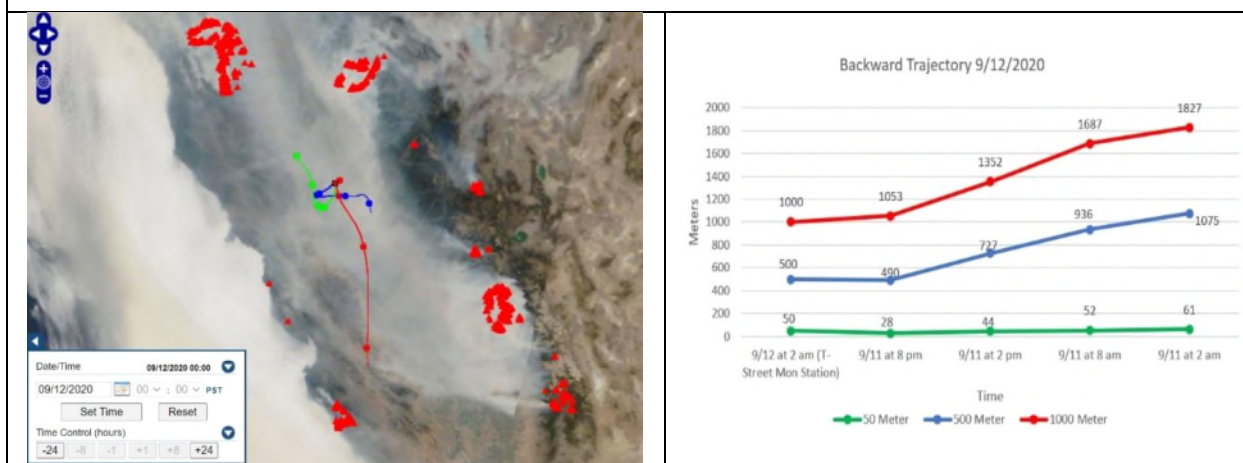 Date/Time 09/12/2020 00:00
09/12/2020 00 : 00 PST
Set Time Reset
Time Control (hours)
-24 -8 -1 +1 +8 +24
Backward Trajectory 9/12/2020
Meters
2000
1800
1600
1400
1200
1000
800
600
400
200
0
1000 1053 1352 1687 1827
500 490 727 936 1075
50 28 44 52 61
9/12 at 2 am (T-Street Mon Station) 9/11 at 8 pm 9/11 at 2 pm 9/11 at 8 am 9/11 at 2 am
Time
50 Meter 500 Meter 1000 Meter